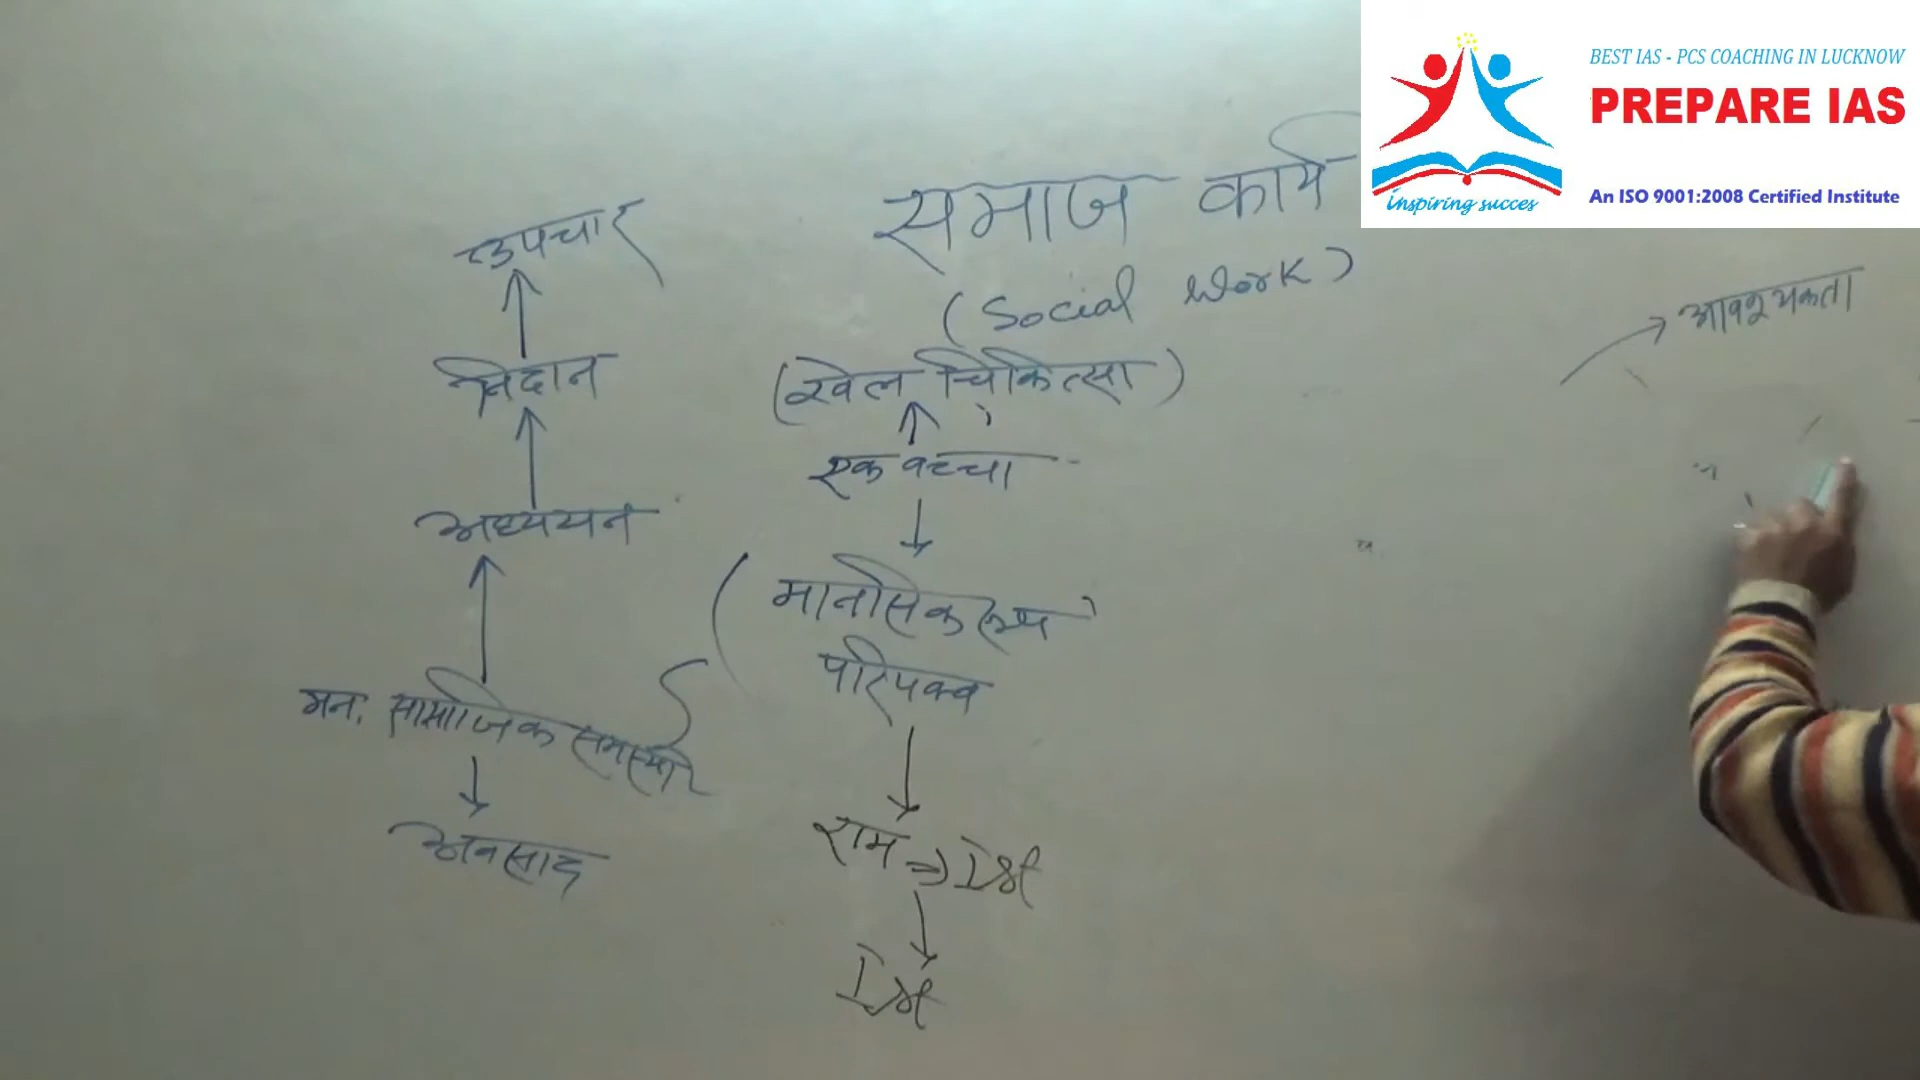 BEST IAS - PCS COACHING IN LUCKNOW
PREPARE IAS
An ISO 9001:2008 Certified Institute
inspiring succes
समाज कार्य
(Social Work)
आवश्यकता
उपचार
निदान
अध्ययन
मन. सामाजिक समस्या
अवसाद
(खेल चिकित्सा)
एक बच्चा
मानसिक रूप
परिपक्व
राम